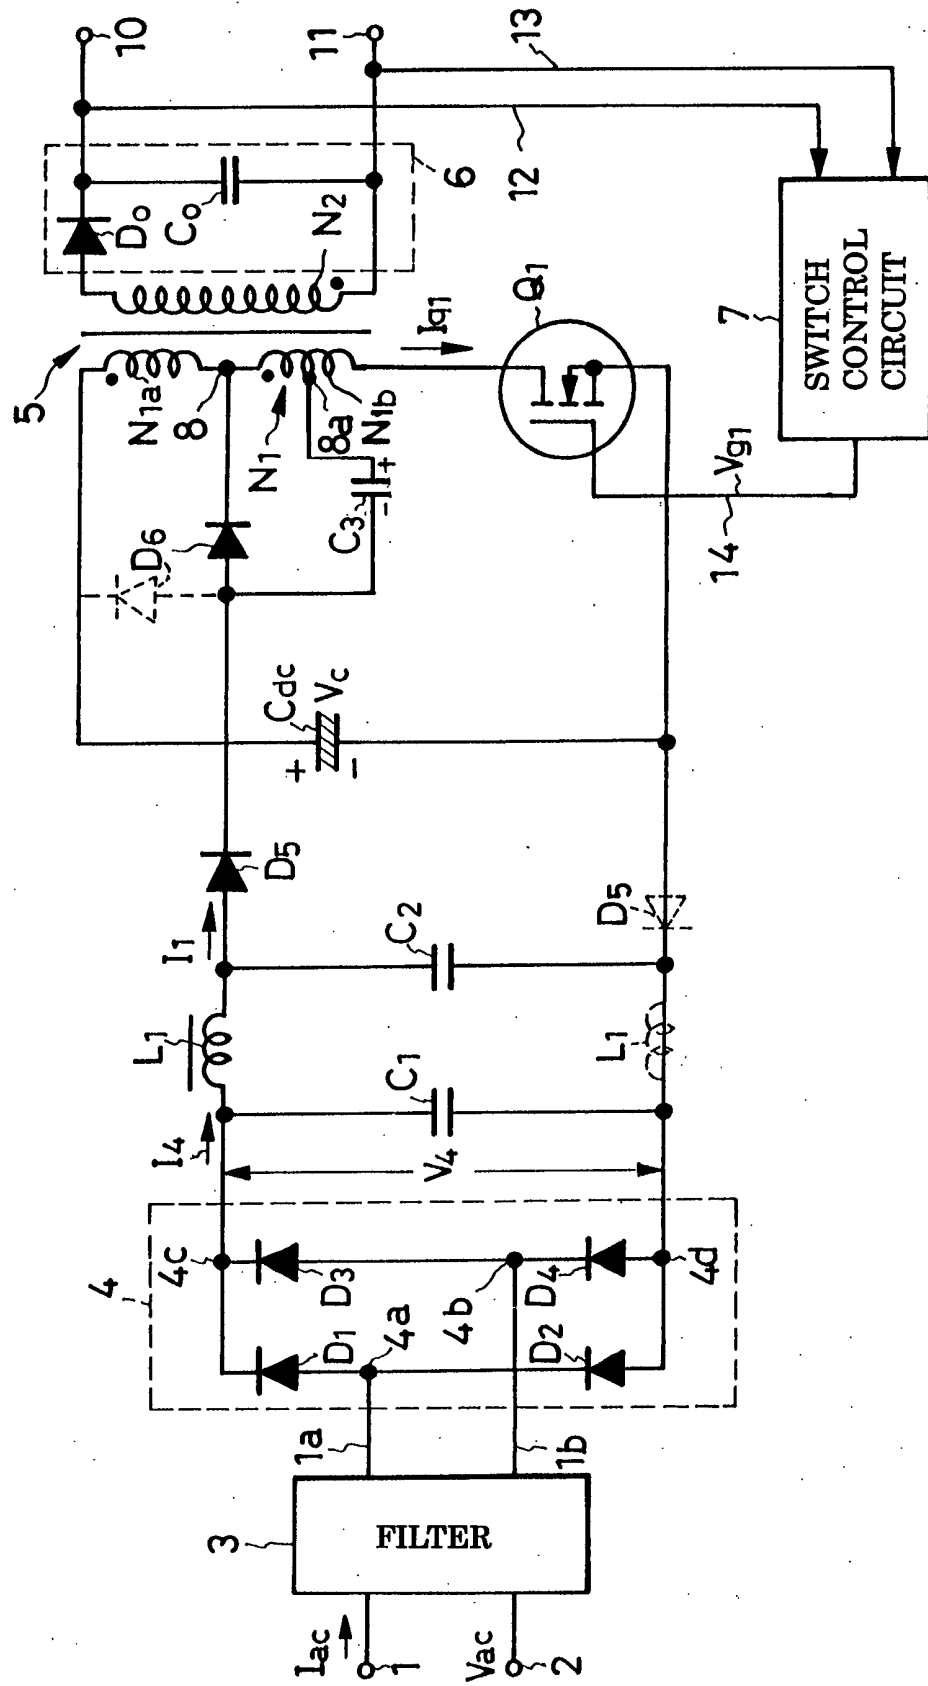 Iac
1
Vac
2
3
FILTER
1a
1b
4
4a
4b
4c
4d
D1
D2
D3
D4
I4
V4
C1
L1
L1
I1
C2
D5
D5
Cdc
Vc
+
-
D6
C3
-
+
5
N1a
8
N1
8a
N1b
Iq1
Q1
14
Vg1
7
SWITCH
CONTROL
CIRCUIT
N2
Do
Co
6
10
11
12
13